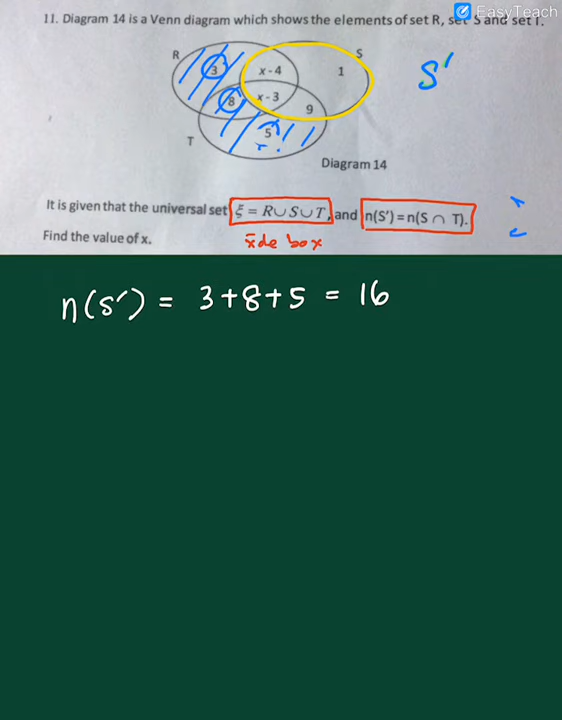 EasyTeach
11. Diagram 14 is a Venn diagram which shows the elements of set R, set S and set T.
R
S
S'
3
x - 4
1
8
x - 3
9
5
T
Diagram 14
It is given that the universal set ξ = R∪S∪T, and n(S') = n(S ∩ T).
Find the value of x.
x̄de box
n(S') = 3+8+5 = 16